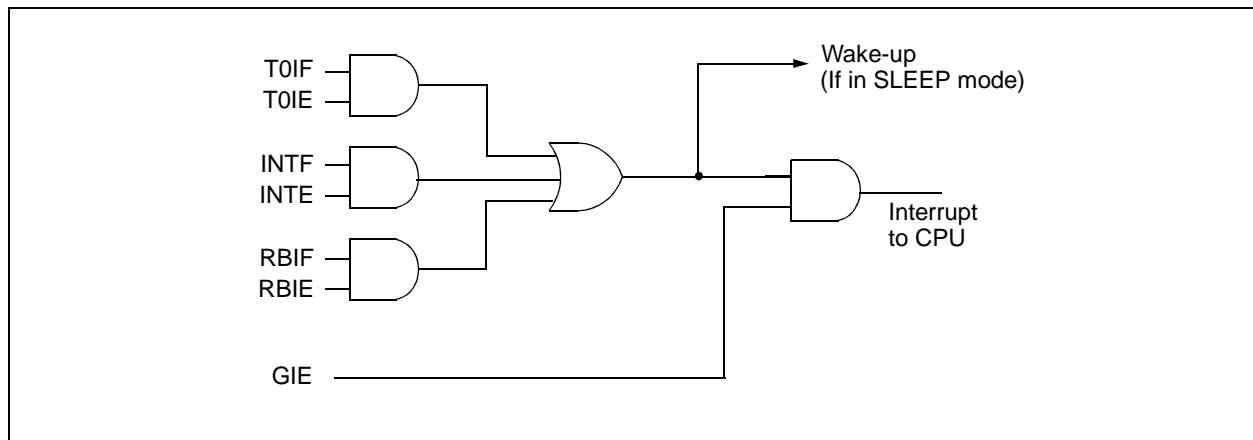 T0IF
T0IE
INTF
INTE
RBIF
RBIE
GIE
Wake-up
(If in SLEEP mode)
Interrupt
to CPU